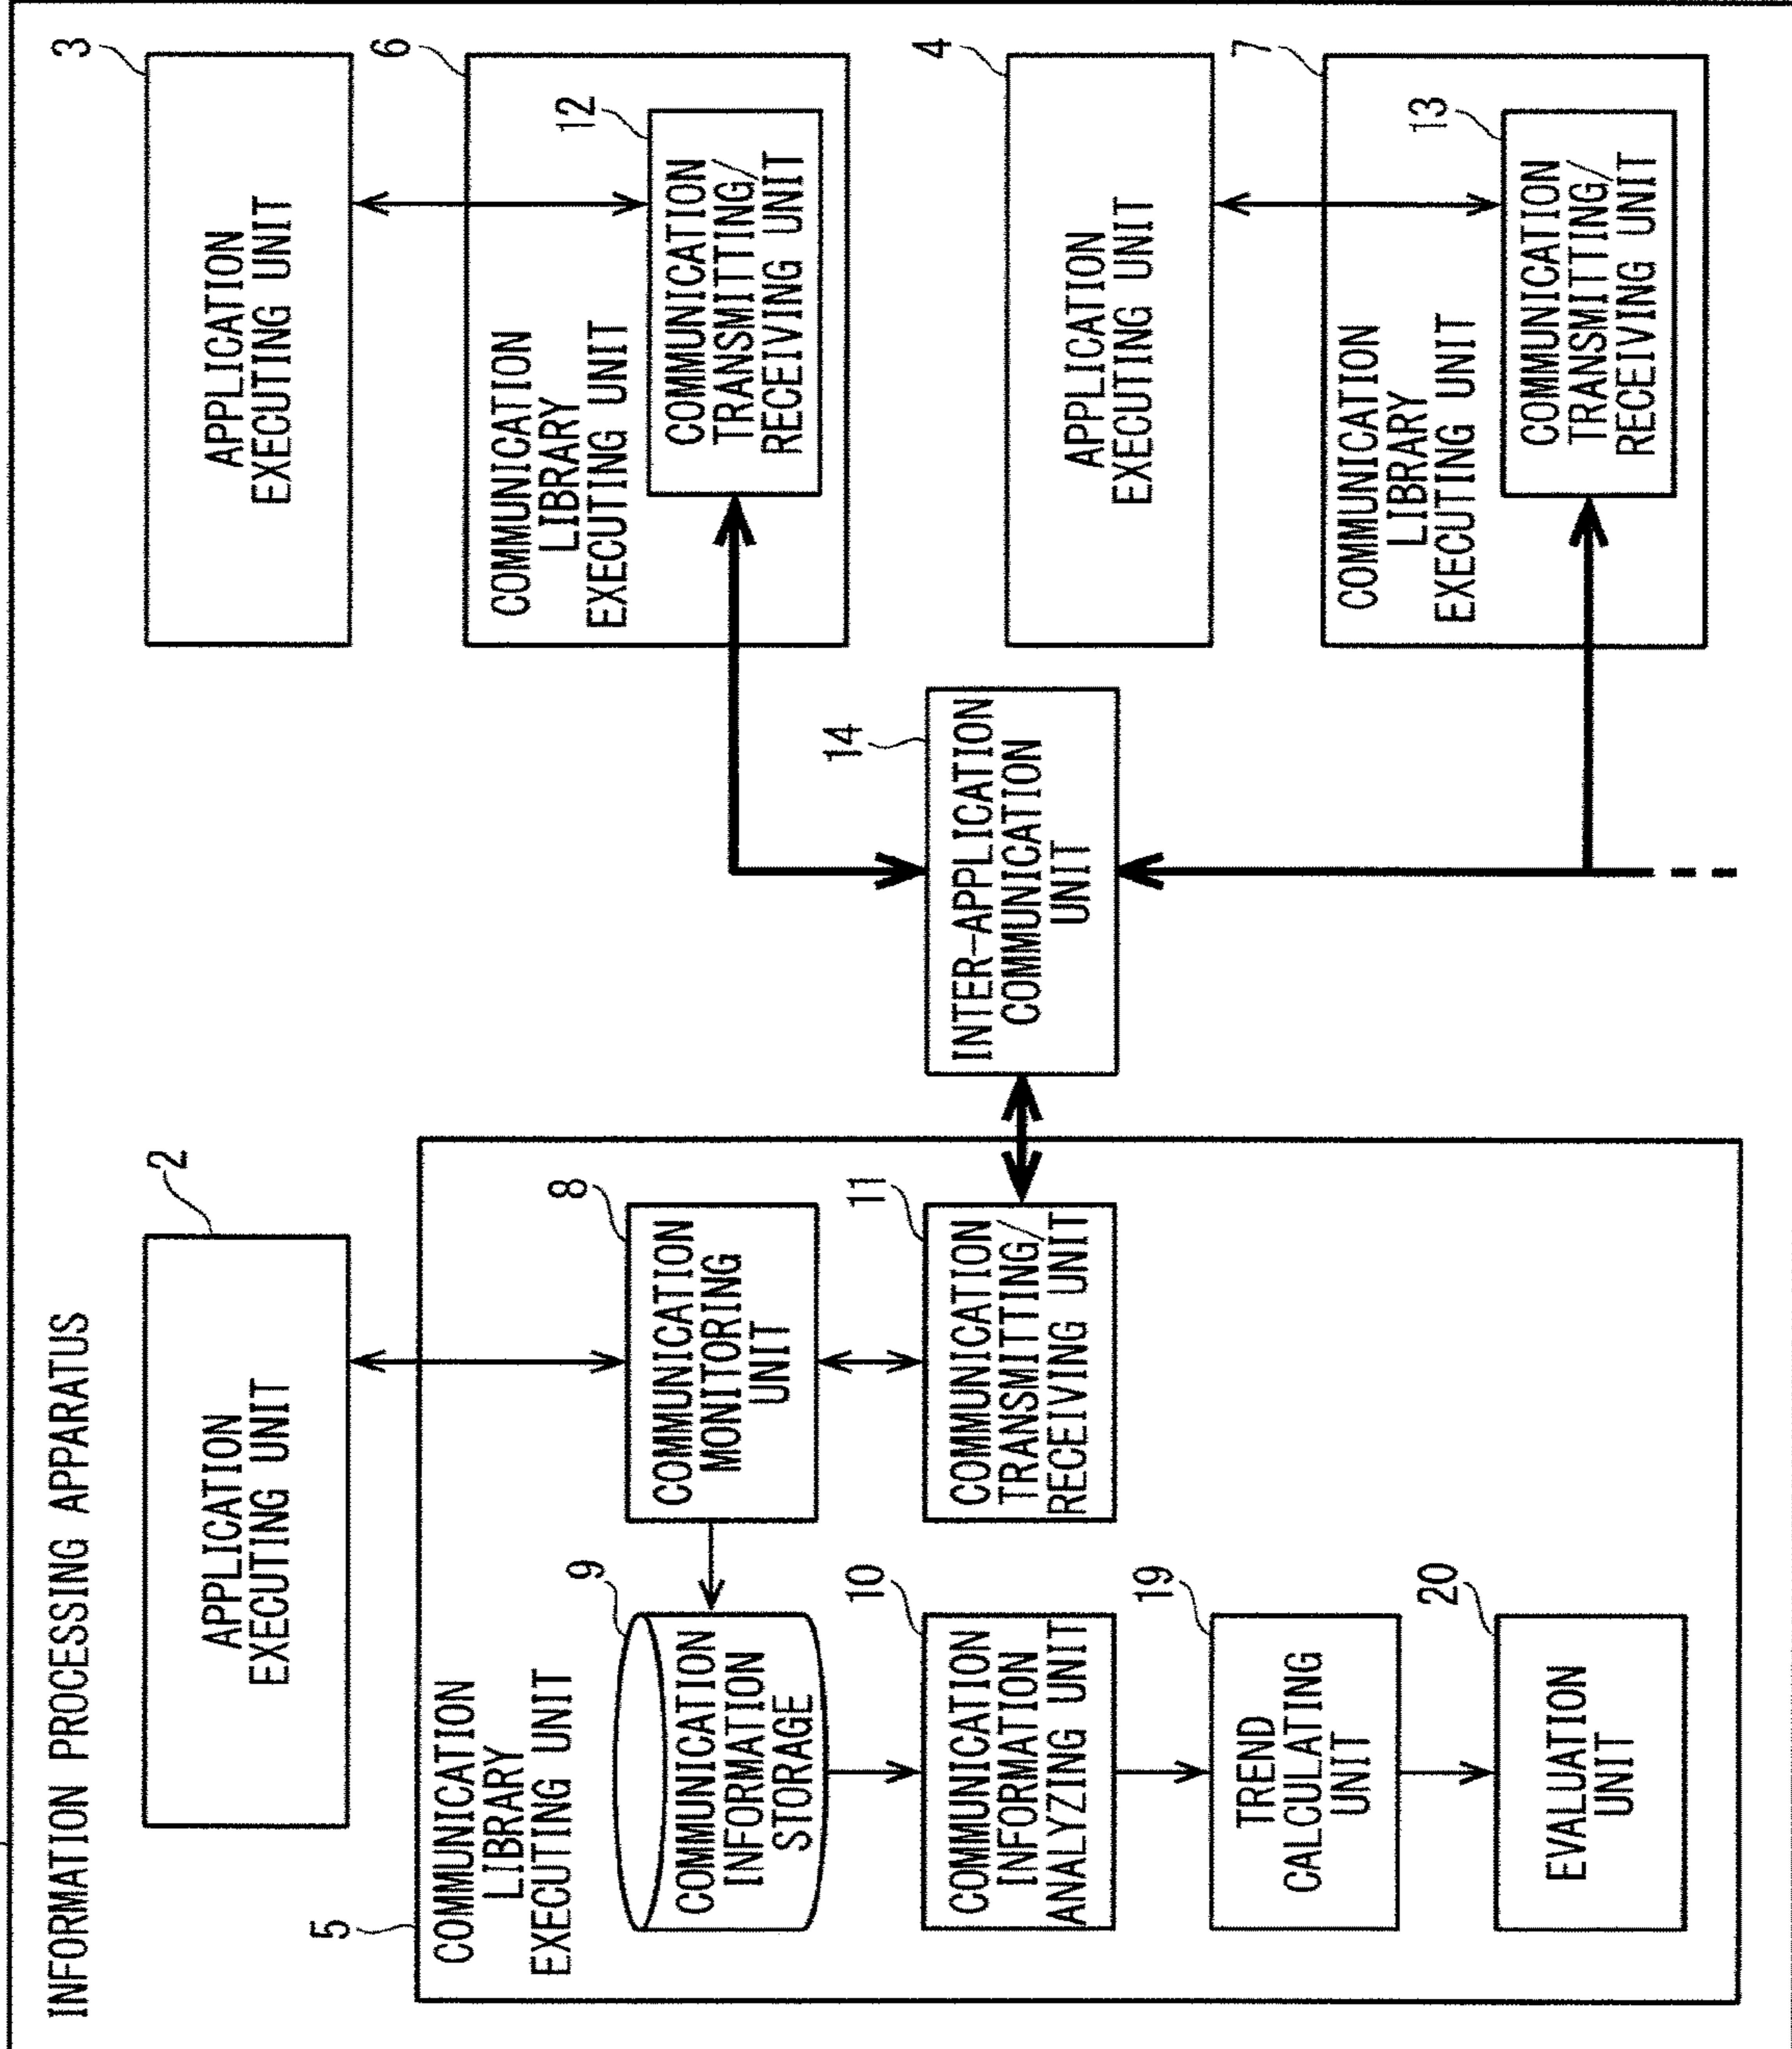 INFORMATION PROCESSING APPARATUS
2
APPLICATION
EXECUTING UNIT
5
COMMUNICATION
LIBRARY
EXECUTING UNIT
8
COMMUNICATION
MONITORING
UNIT
9
COMMUNICATION
INFORMATION
STORAGE
11
COMMUNICATION
TRANSMITTING/
RECEIVING UNIT
10
COMMUNICATION
INFORMATION
ANALYZING UNIT
19
TREND
CALCULATING
UNIT
20
EVALUATION
UNIT
14
INTER-APPLICATION
COMMUNICATION
UNIT
3
APPLICATION
EXECUTING UNIT
6
COMMUNICATION
LIBRARY
EXECUTING UNIT
12
COMMUNICATION
TRANSMITTING/
RECEIVING UNIT
4
APPLICATION
EXECUTING UNIT
7
COMMUNICATION
LIBRARY
EXECUTING UNIT
13
COMMUNICATION
TRANSMITTING/
RECEIVING UNIT